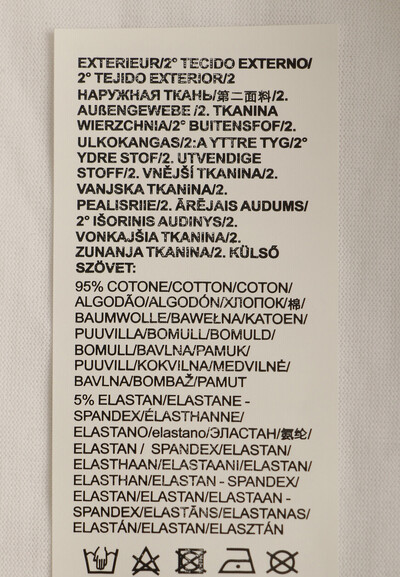 EXTERIEUR/2° TECIDO EXTERNO/
2° TEJIDO EXTERIOR/2
НАРУЖНАЯ ТКАНЬ/第二面料/2.
AUßENGEWEBE /2. TKANINA
WIERZCHNIA/2° BUITENSFOF/2.
ULKOKANGAS/2:A YTTRE TYG/2°
YDRE STOF/2. UTVENDIGE
STOFF/2. VNĚJŠÍ TKANINA/2.
VANJSKA TKANINA/2.
PEALISRIIE/2. ĀRĒJAIS AUDUMS/
2° IŠORINIS AUDINYS/2.
VONKAJŠIA TKANINA/2.
ZUNANJA TKANINA/2. KÜLSŐ
SZÖVET:
95% COTONE/COTTON/COTON/
ALGODÃO/ALGODÓN/ХЛОПОК/棉/
BAUMWOLLE/BAWEŁNA/KATOEN/
PUUVILLA/BOMULL/BOMULD/
BOMULL/BAVLNA/PAMUK/
PUUVILL/KOKVILNA/MEDVILNĖ/
BAVLNA/BOMBAŽ/PAMUT
5% ELASTAN/ELASTANE -
SPANDEX/ÉLASTHANNE/
ELASTANO/elastano/ЭЛАСТАН/氨纶/
ELASTAN / SPANDEX/ELASTAN/
ELASTHAAN/ELASTAANI/ELASTAN/
ELASTHAN/ELASTAN - SPANDEX/
ELASTAN/ELASTAN/ELASTAAN -
SPANDEX/ELASTĀNS/ELASTANAS/
ELASTÁN/ELASTAN/ELASZTÁN